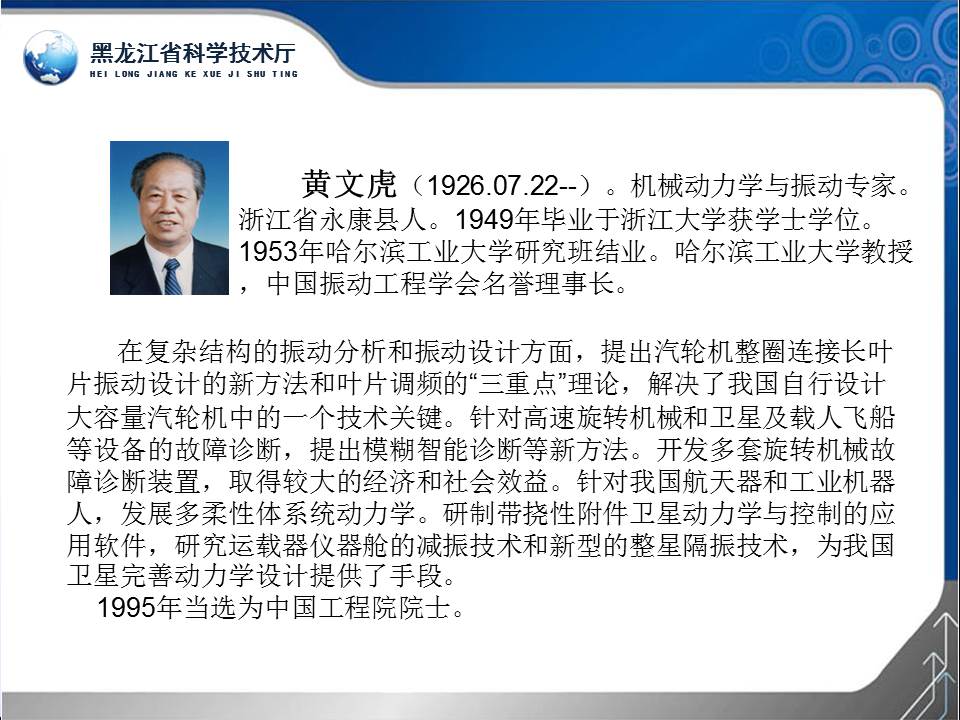 黑龙江省科学技术厅
HEI LONG JIANG KE XUE JI SHU TING
黄文虎（1926.07.22--）。机械动力学与振动专家。
浙江省永康县人。1949年毕业于浙江大学获学士学位。
1953年哈尔滨工业大学研究班结业。哈尔滨工业大学教授
，中国振动工程学会名誉理事长。
在复杂结构的振动分析和振动设计方面，提出汽轮机整圈连接长叶
片振动设计的新方法和叶片调频的“三重点”理论，解决了我国自行设计
大容量汽轮机中的一个技术关键。针对高速旋转机械和卫星及载人飞船
等设备的故障诊断，提出模糊智能诊断等新方法。开发多套旋转机械故
障诊断装置，取得较大的经济和社会效益。针对我国航天器和工业机器
人，发展多柔性体系统动力学。研制带挠性附件卫星动力学与控制的应
用软件，研究运载器仪器舱的减振技术和新型的整星隔振技术，为我国
卫星完善动力学设计提供了手段。
1995年当选为中国工程院院士。